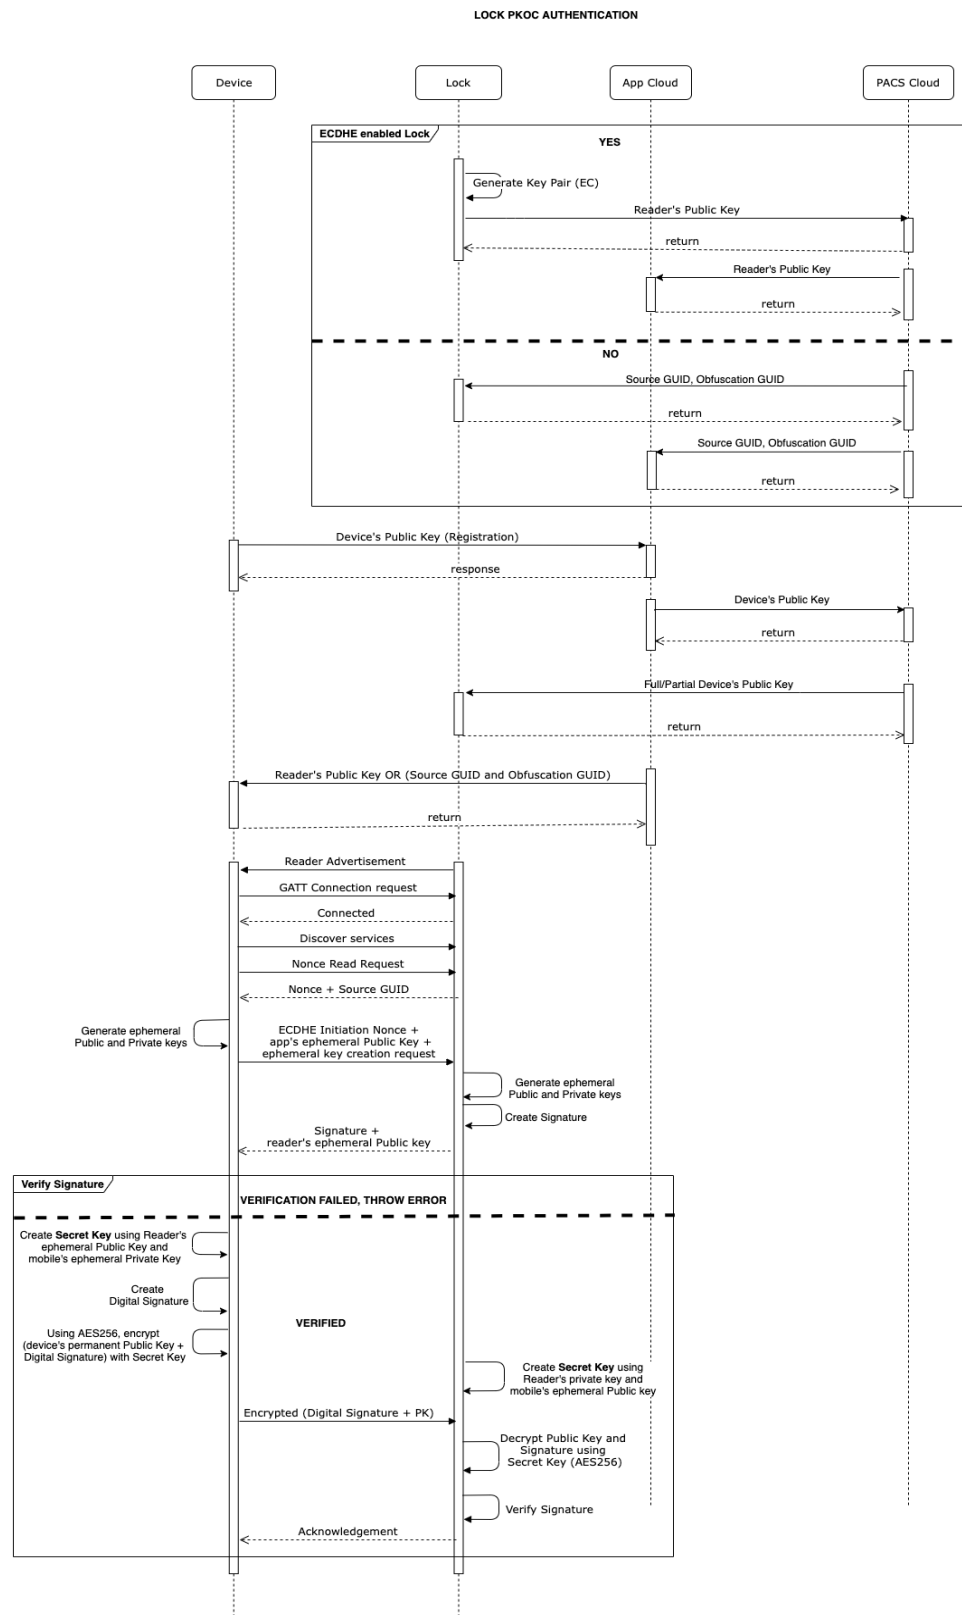 LOCK PKOC AUTHENTICATION
Device
Lock
App Cloud
PACS Cloud
ECDHE enabled Lock
YES
Generate Key Pair (EC)
Reader's Public Key
return
Reader's Public Key
return
NO
Source GUID, Obfuscation GUID
return
Source GUID, Obfuscation GUID
return
Device's Public Key (Registration)
response
Device's Public Key
return
Full/Partial Device's Public Key
return
Reader's Public Key OR (Source GUID and Obfuscation GUID)
return
Reader Advertisement
GATT Connection request
Connected
Discover services
Nonce Read Request
Nonce + Source GUID
Generate ephemeral
Public and Private keys
ECDHE Initiation Nonce +
app's ephemeral Public Key +
ephemeral key creation request
Generate ephemeral
Public and Private keys
Create Signature
Signature +
reader's ephemeral Public key
Verify Signature
VERIFICATION FAILED, THROW ERROR
Create Secret Key using Reader's
ephemeral Public Key and
mobile's ephemeral Private Key
Create
Digital Signature
VERIFIED
Using AES256, encrypt
(device's permanent Public Key +
Digital Signature) with Secret Key
Create Secret Key using
Reader's private key and
mobile's ephemeral Public key
Encrypted (Digital Signature + PK)
Decrypt Public Key and
Signature using
Secret Key (AES256)
Verify Signature
Acknowledgement